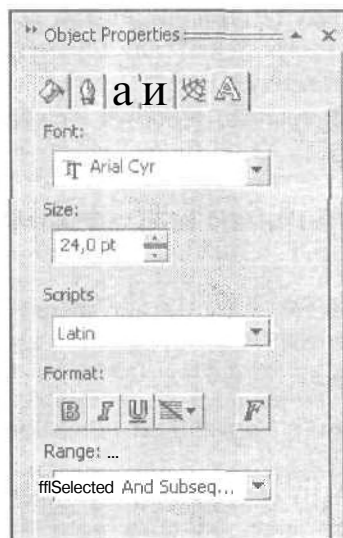 Object Properties
а и
Font:
Arial Cyr
Size:
24,0 pt
Scripts
Latin
Format:
B I U F
Range: ...
fflSelected And Subseq...